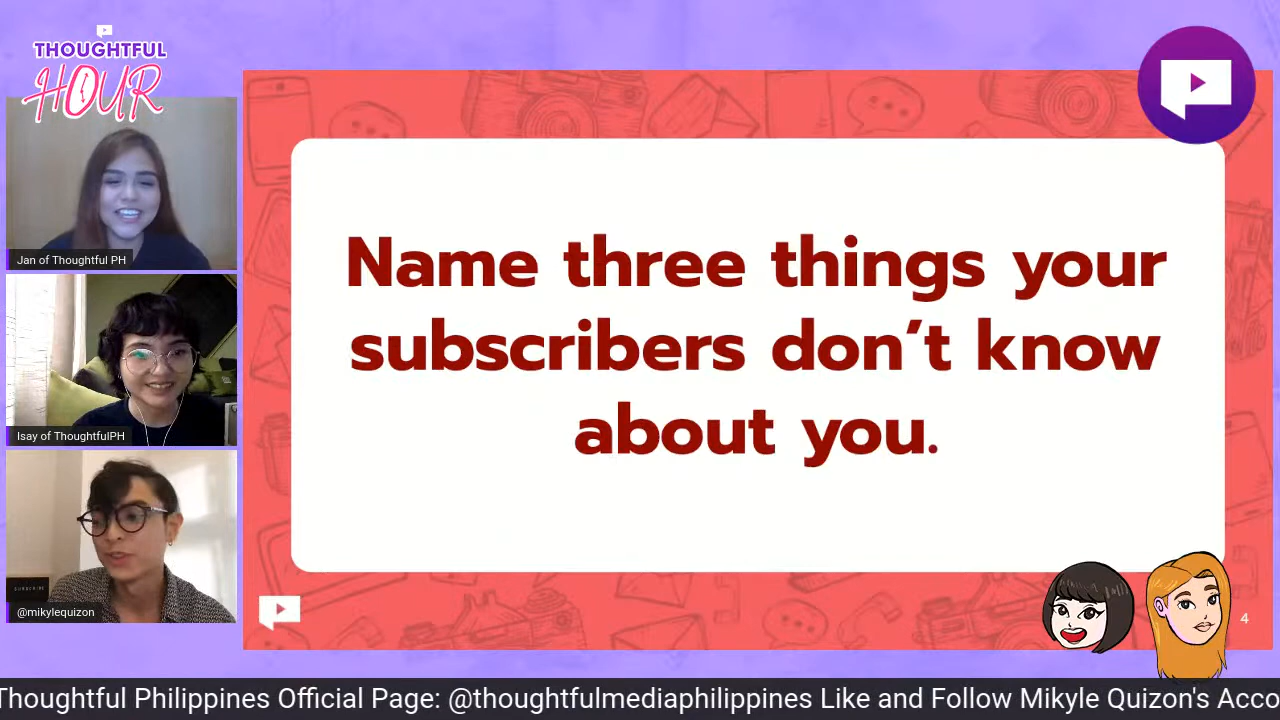 THOUGHTFUL
HOUR
Jan of Thoughtful PH
Isay of ThoughtfulPH
SUBSCRIBE
@mikylequizon
Name three things your
subscribers don’t know
about you.
4
Thoughtful Philippines Official Page: @thoughtfulmediaphilippines Like and Follow Mikyle Quizon's Acco